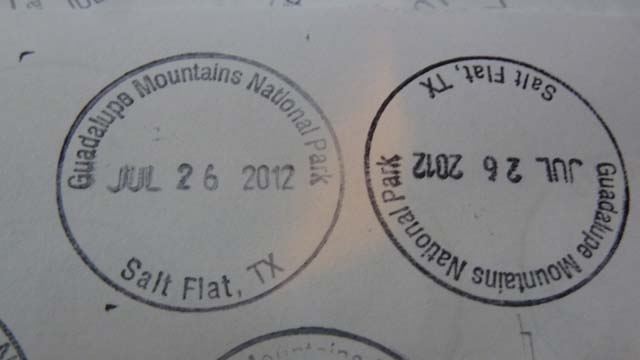 Guadalupe Mountains National Park
JUL 26 2012
Salt Flat, TX
Guadalupe Mountains National Park
JUL 26 2012
Salt Flat, TX
Mountains